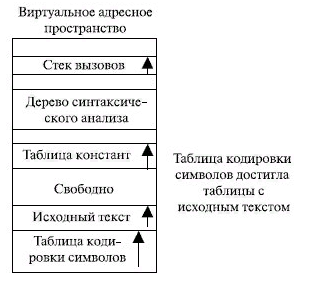 Виртуальное адресное
пространство
Стек вызовов
Дерево синтаксиче-
ского анализа
Таблица констант
Свободно
Исходный текст
Таблица коди-
ровки символов
Таблица кодировки
символов достигла
таблицы с
исходным текстом